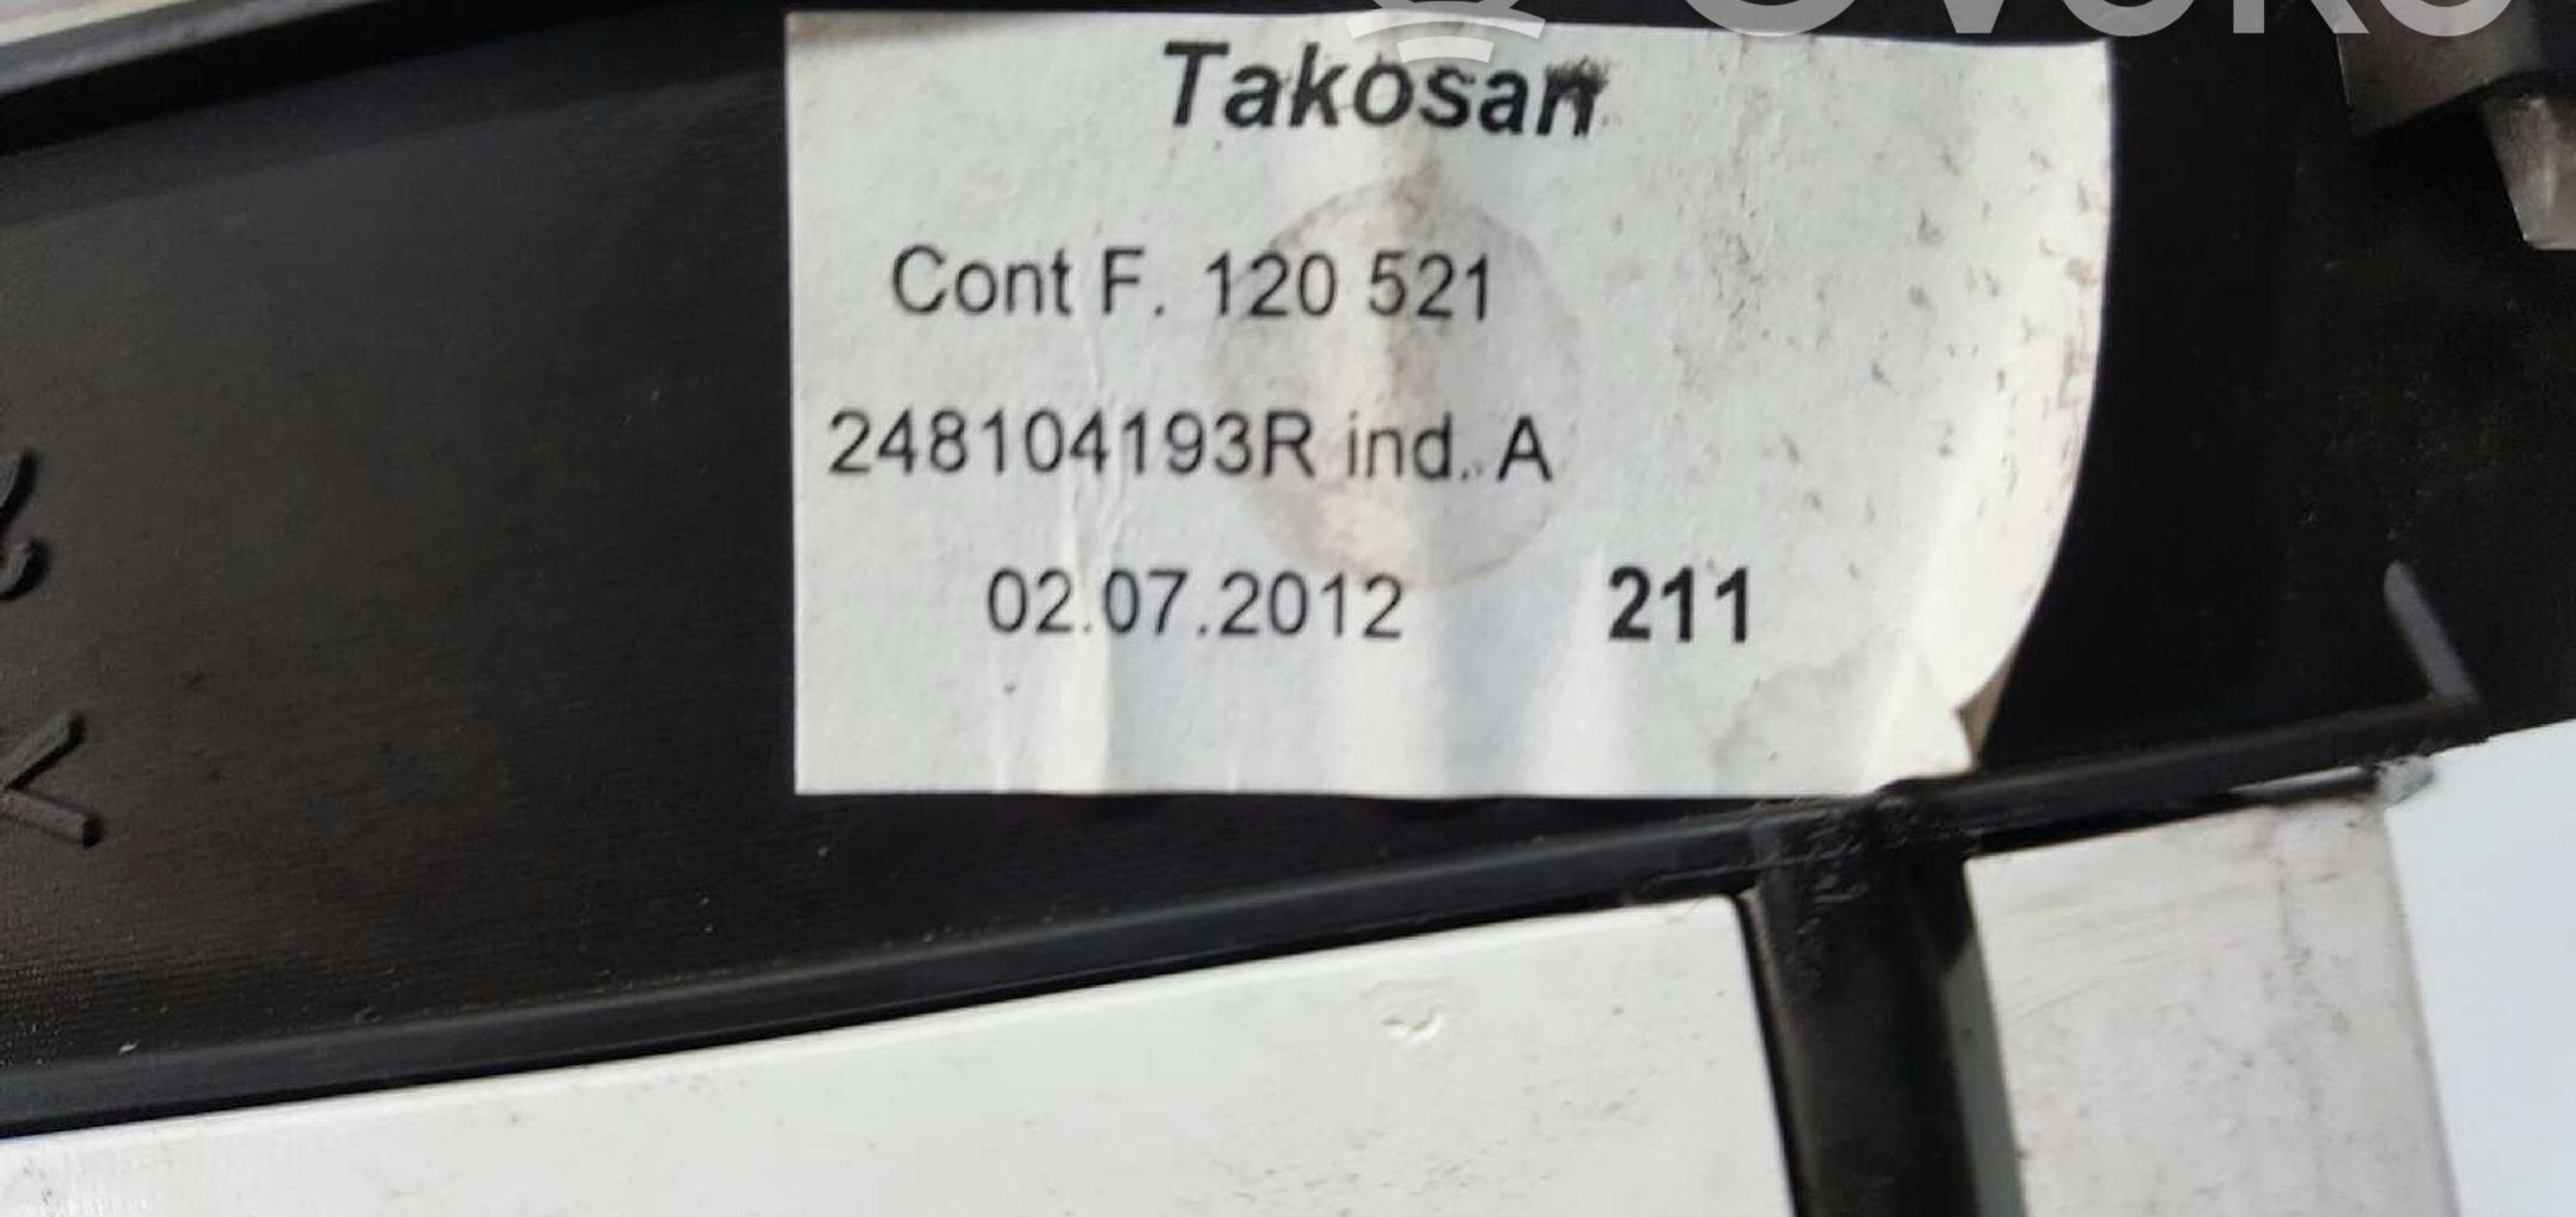 Takosan
Cont F. 120 521
248104193R ind. A
02.07.2012 211